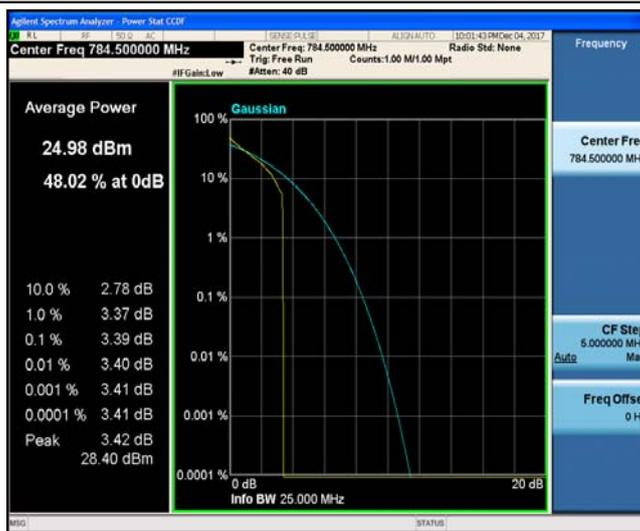 Agilent Spectrum Analyzer - Power Stat CCDF
RL RF 50 Ω AC SENSE:PULSE ALIGN AUTO 10:01:43 PM Dec 04, 2017
Center Freq 784.500000 MHz
Center Freq: 784.500000 MHz Radio Std: None
Trig: Free Run Counts:1.00 M/1.00 Mpt
#IFGain:Low #Atten: 40 dB
Frequency
Average Power
24.98 dBm
48.02 % at 0dB
10.0 % 2.78 dB
1.0 % 3.37 dB
0.1 % 3.39 dB
0.01 % 3.40 dB
0.001 % 3.41 dB
0.0001 % 3.41 dB
Peak 3.42 dB
28.40 dBm
Gaussian
100 %
10 %
1 %
0.1 %
0.01 %
0.001 %
0.0001 %
0 dB 20 dB
Info BW 25.000 MHz
Center Fre
784.500000 MH
CF Ste
5.000000 MH
Auto Ma
Freq Offse
0 H
MSG STATUS